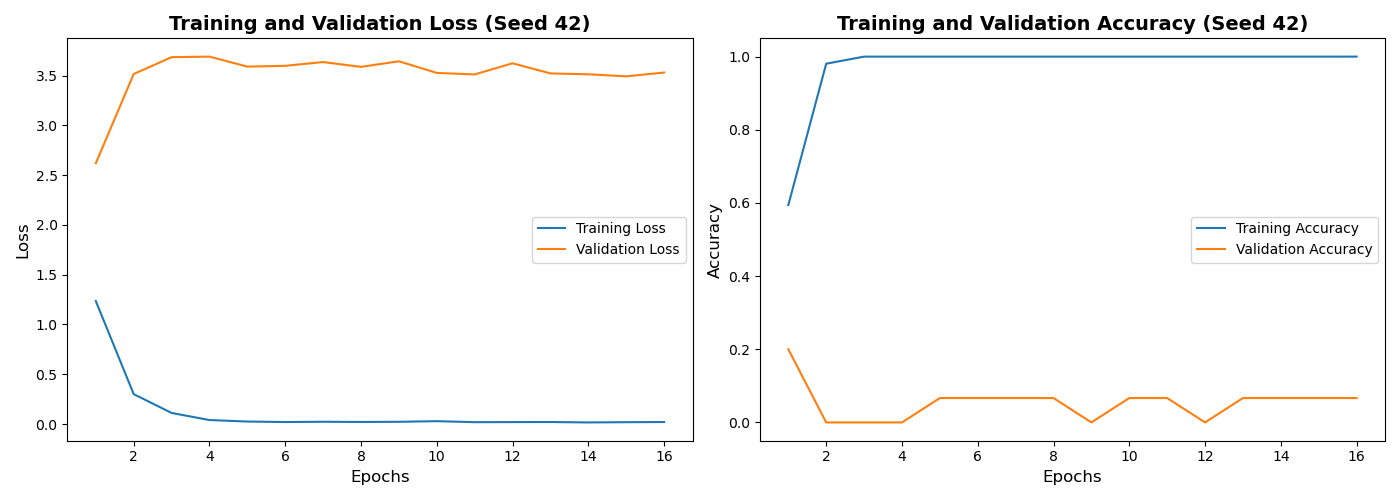 Training and Validation Loss (Seed 42)
3.5
3.0
2.5
2.0
1.5
1.0
0.5
0.0
Loss
Training Loss
Validation Loss
2 4 6 8 10 12 14 16
Epochs
Training and Validation Accuracy (Seed 42)
1.0
0.8
0.6
0.4
0.2
0.0
Accuracy
Training Accuracy
Validation Accuracy
2 4 6 8 10 12 14 16
Epochs